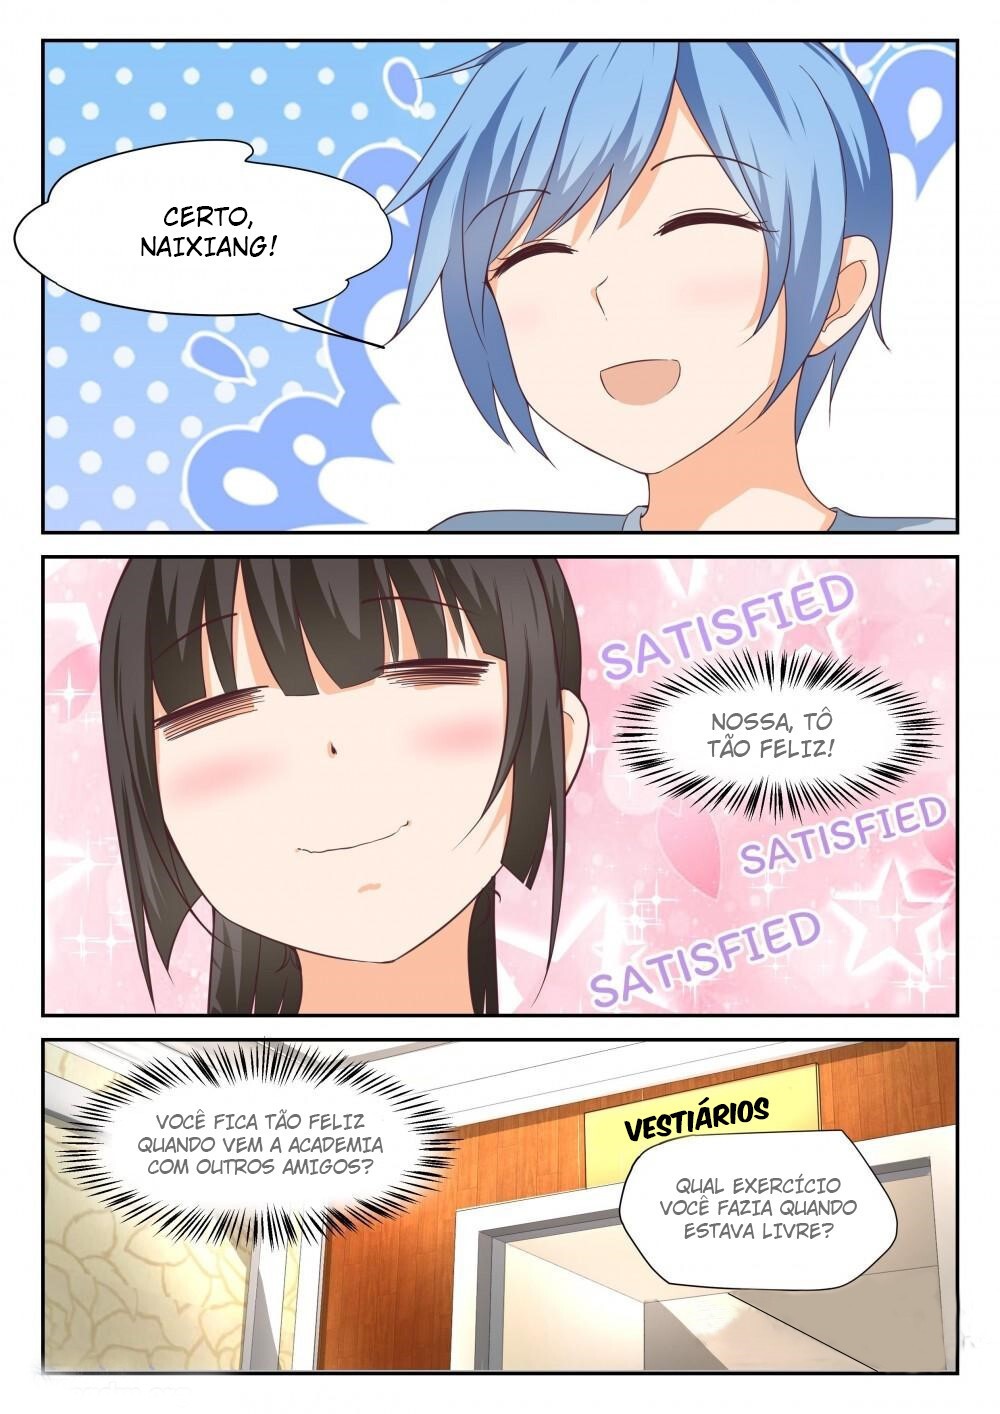 CERTO,
NAIXIANG!
SATISFIED
NOSSA, TÔ
TÃO FELIZ!
SATISFIED
SATISFIED
VOCÊ FICA TÃO FELIZ
QUANDO VEM A ACADEMIA
COM OUTROS AMIGOS?
VESTIÁRIOS
QUAL EXERCÍCIO
VOCÊ FAZIA QUANDO
ESTAVA LIVRE?